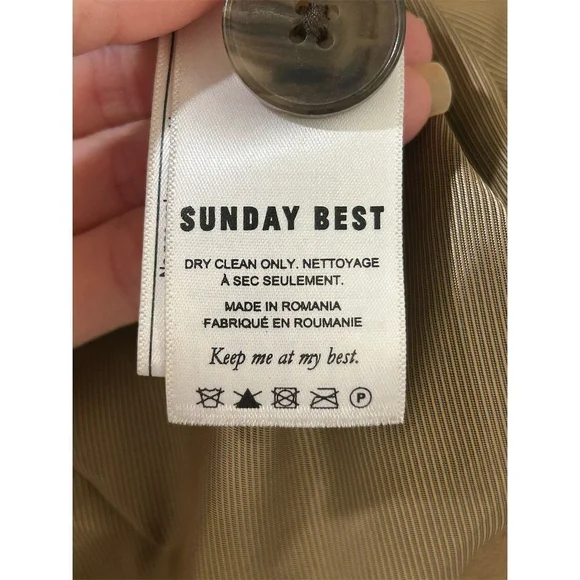 SUNDAY BEST
DRY CLEAN ONLY. NETTOYAGE
À SEC SEULEMENT.
MADE IN ROMANIA
FABRIQUÉ EN ROUMANIE
Keep me at my best.
P